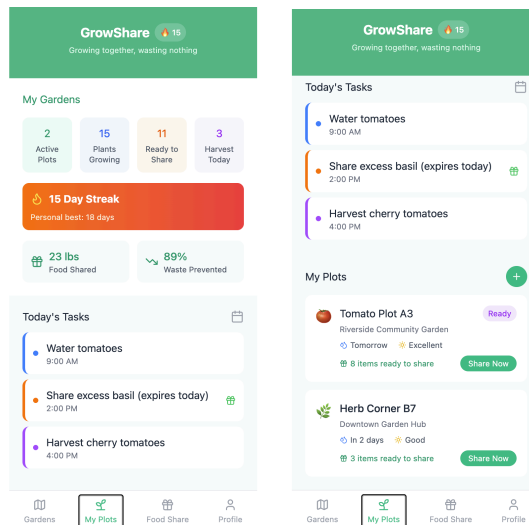 GrowShare 15
Growing together, wasting nothing
My Gardens
2
Active
Plots
15
Plants
Growing
11
Ready to
Share
3
Harvest
Today
15 Day Streak
Personal best: 18 days
23 lbs
Food Shared
89%
Waste Prevented
Today's Tasks
Water tomatoes
9:00 AM
Share excess basil (expires today)
2:00 PM
Harvest cherry tomatoes
4:00 PM
Gardens My Plots Food Share Profile
GrowShare 15
Growing together, wasting nothing
Today's Tasks
Water tomatoes
9:00 AM
Share excess basil (expires today)
2:00 PM
Harvest cherry tomatoes
4:00 PM
My Plots +
Tomato Plot A3 Ready
Riverside Community Garden
Tomorrow Excellent
8 items ready to share Share Now
Herb Corner B7
Downtown Garden Hub
In 2 days Good
3 items ready to share Share Now
Gardens My Plots Food Share Profile